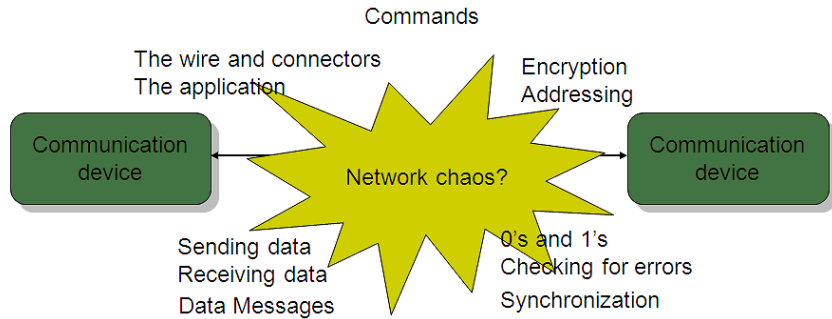 Commands
The wire and connectors
The application
Encryption
Addressing
Communication
device
Network chaos?
Communication
device
Sending data
Receiving data
Data Messages
0's and 1's
Checking for errors
Synchronization